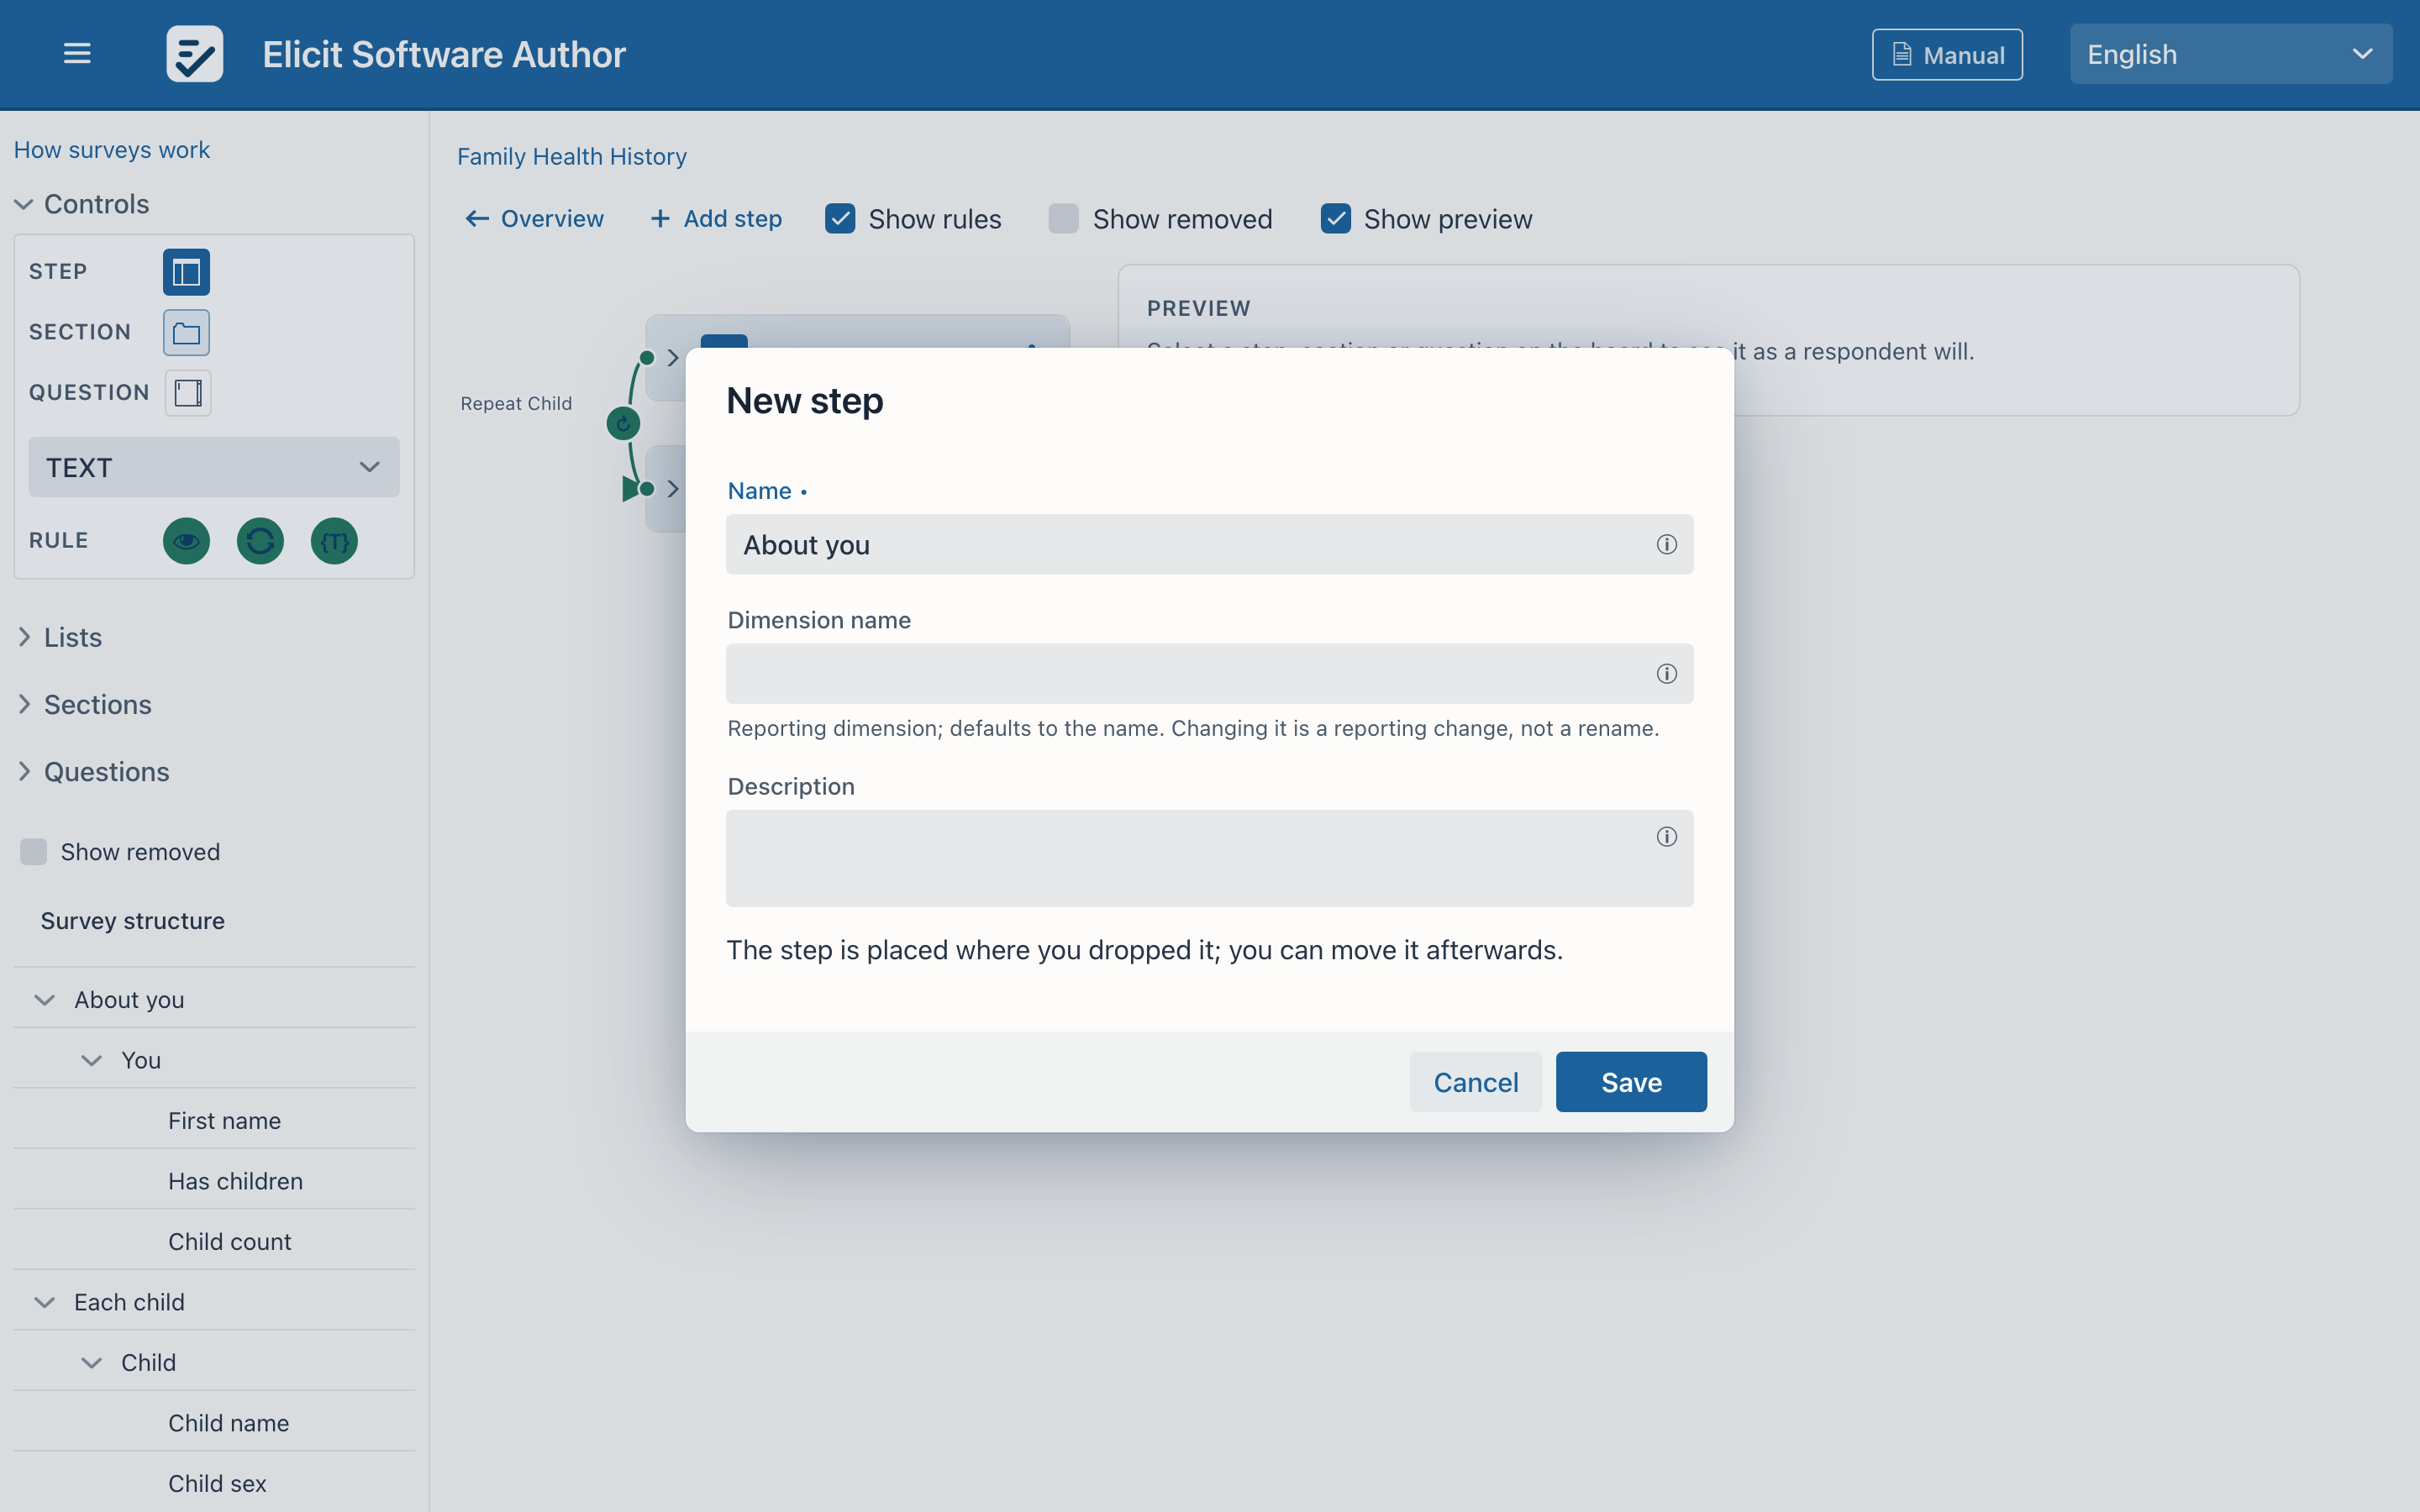 Elicit Software Author
Manual
English
How surveys work
Controls
STEP
SECTION
QUESTION
TEXT
RULE
{T}
Lists
Sections
Questions
Show removed
Survey structure
About you
You
First name
Has children
Child count
Each child
Child
Child name
Child sex
Family Health History
Overview
Add step
Show rules
Show removed
Show preview
Repeat Child
PREVIEW
it as a respondent will.
New step
Name •
About you
Dimension name
Reporting dimension; defaults to the name. Changing it is a reporting change, not a rename.
Description
The step is placed where you dropped it; you can move it afterwards.
Cancel
Save